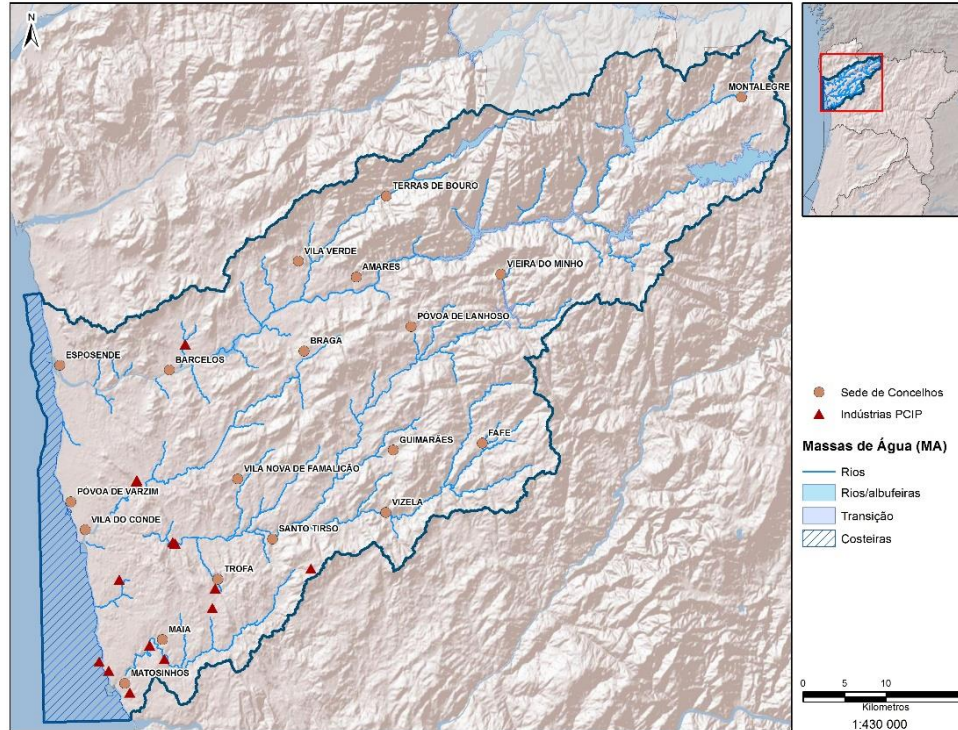 N
MONTALEGRE
TERRAS DE BOURO
VILA VERDE
AMARES
VIEIRA DO MINHO
PÓVOA DE LANHOSO
BRAGA
ESPOSENDE
BARCELOS
GUIMARÃES
FAFE
VILA NOVA DE FAMALICÃO
PÓVOA DE VARZIM
VIZELA
VILA DO CONDE
SANTO TIRSO
TROFA
MAIA
MATOSINHOS
Sede de Concelhos
Indústrias PCIP
Massas de Água (MA)
Rios
Rios/albufeiras
Transição
Costeiras
0 5 10
Kilometros
1:430 000